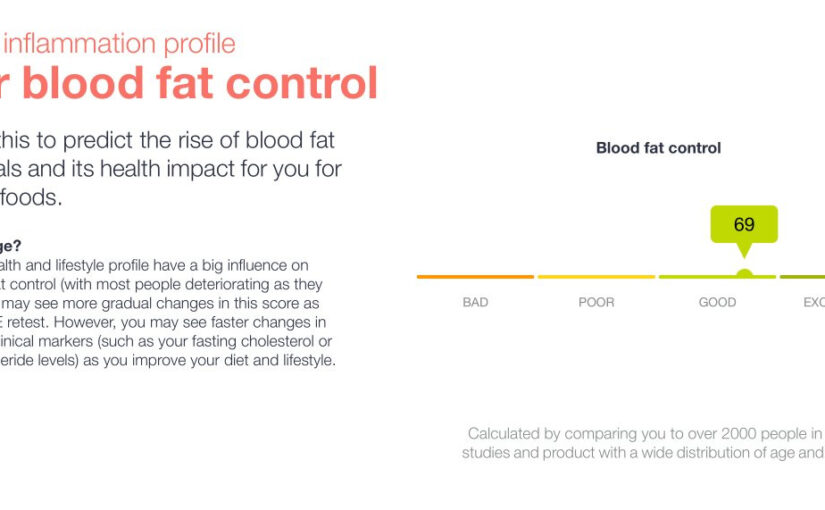 inflammation profile
r blood fat control
this to predict the rise of blood fat
als and its health impact for you for
foods.
ge?
alth and lifestyle profile have a big influence on
at control (with most people deteriorating as they
may see more gradual changes in this score as
E retest. However, you may see faster changes in
inical markers (such as your fasting cholesterol or
eride levels) as you improve your diet and lifestyle.
Blood fat control
69
BAD POOR GOOD EXC
Calculated by comparing you to over 2000 people in
studies and product with a wide distribution of age and